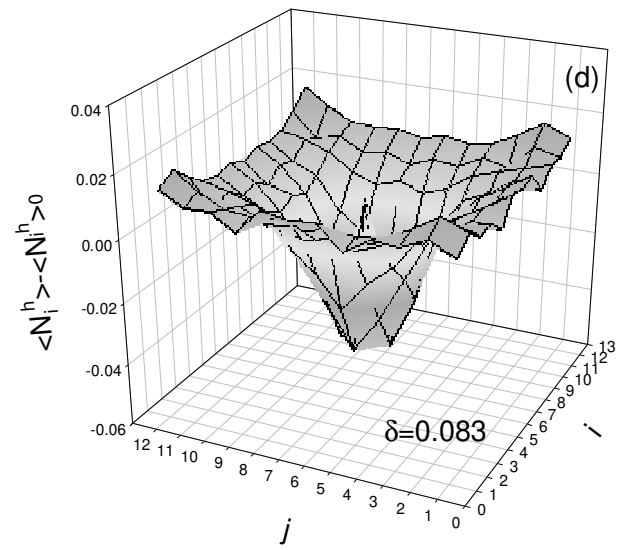 (d)
0.04
0.02
0.00
-0.02
-0.04
-0.06
<N_i^h>-<N_i^h>_0
12 11 10 9 8 7 6 5 4 3 2 1 0
j
0 1 2 3 4 5 6 7 8 9 10 11 12 13
i
δ=0.083